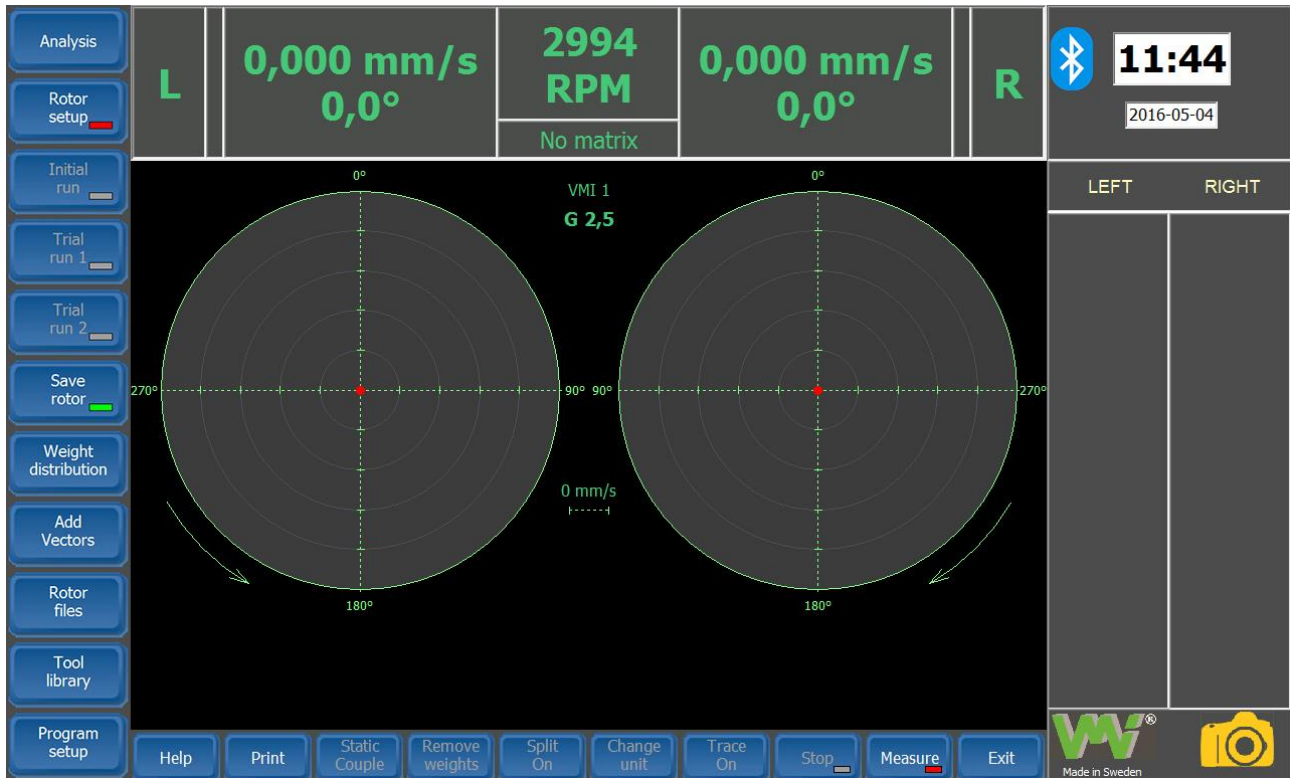 Analysis
Rotor
setup
Initial
run
Trial
run 1
Trial
run 2
Save
rotor
Weight
distribution
Add
Vectors
Rotor
files
Tool
library
Program
setup
L
0,000 mm/s
0,0°
2994
RPM
No matrix
0,000 mm/s
0,0°
R
11:44
2016-05-04
LEFT RIGHT
VMI 1
G 2,5
0°
270°
90°
180°
0°
90°
270°
180°
0 mm/s
Help
Print
Static
Couple
Remove
weights
Split
On
Change
unit
Trace
On
Stop
Measure
Exit
VMI®
Made in Sweden